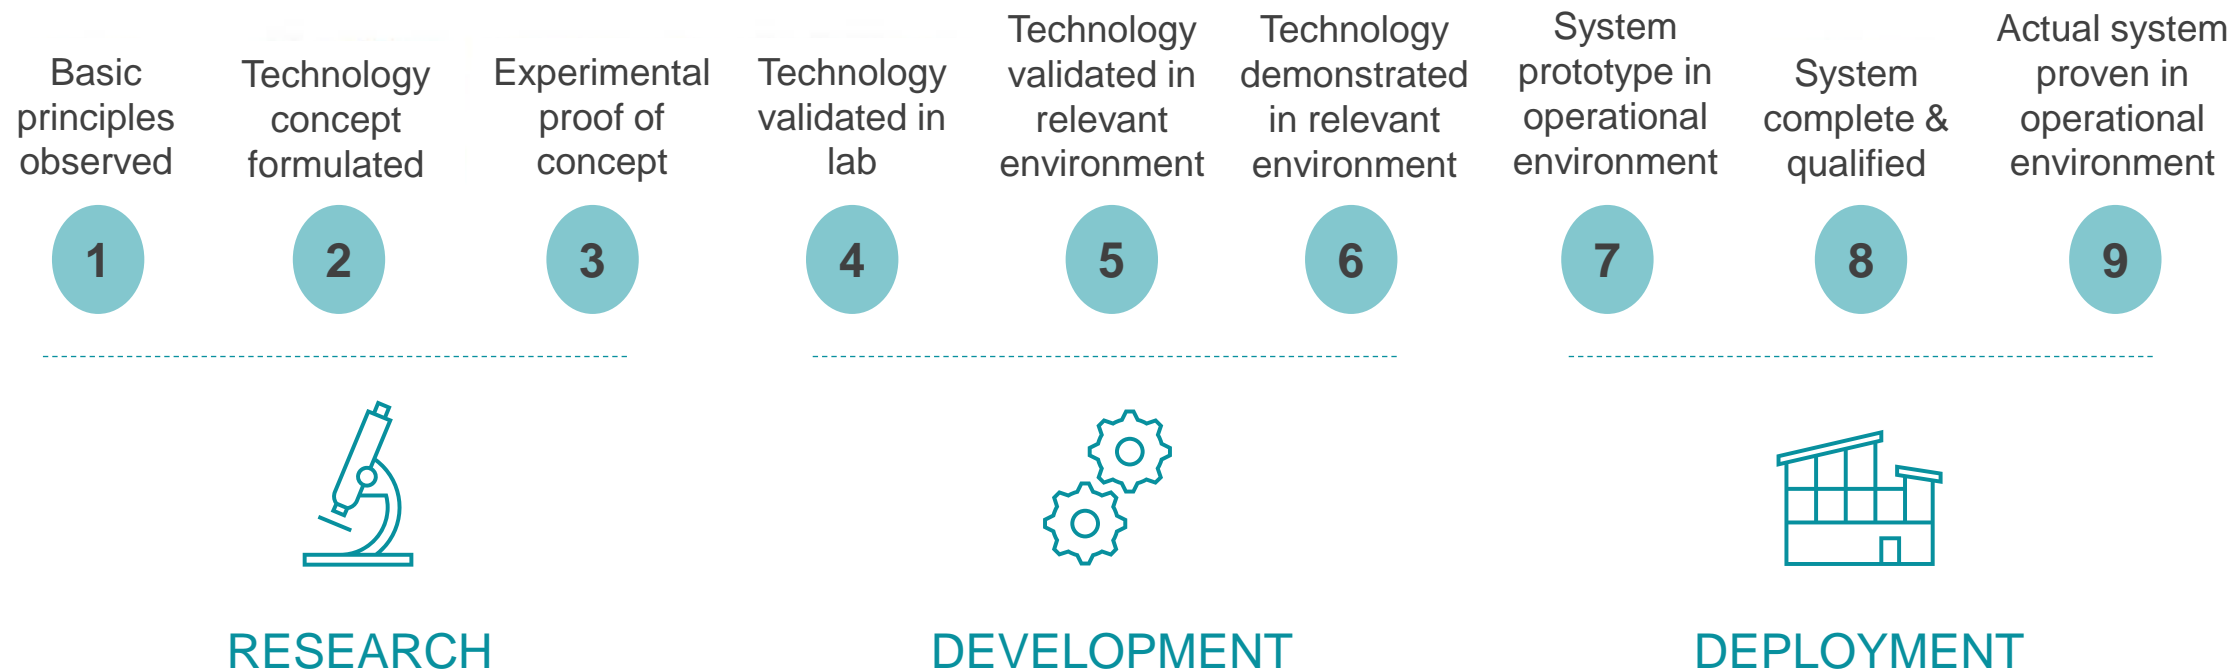 Basic
principles
observed
Technology
concept
formulated
Experimental
proof of
concept
Technology
validated in
lab
Technology
validated in
relevant
environment
Technology
demonstrated
in relevant
environment
System
prototype in
operational
environment
System
complete &
qualified
Actual system
proven in
operational
environment
1
2
3
4
5
6
7
8
9
RESEARCH
DEVELOPMENT
DEPLOYMENT